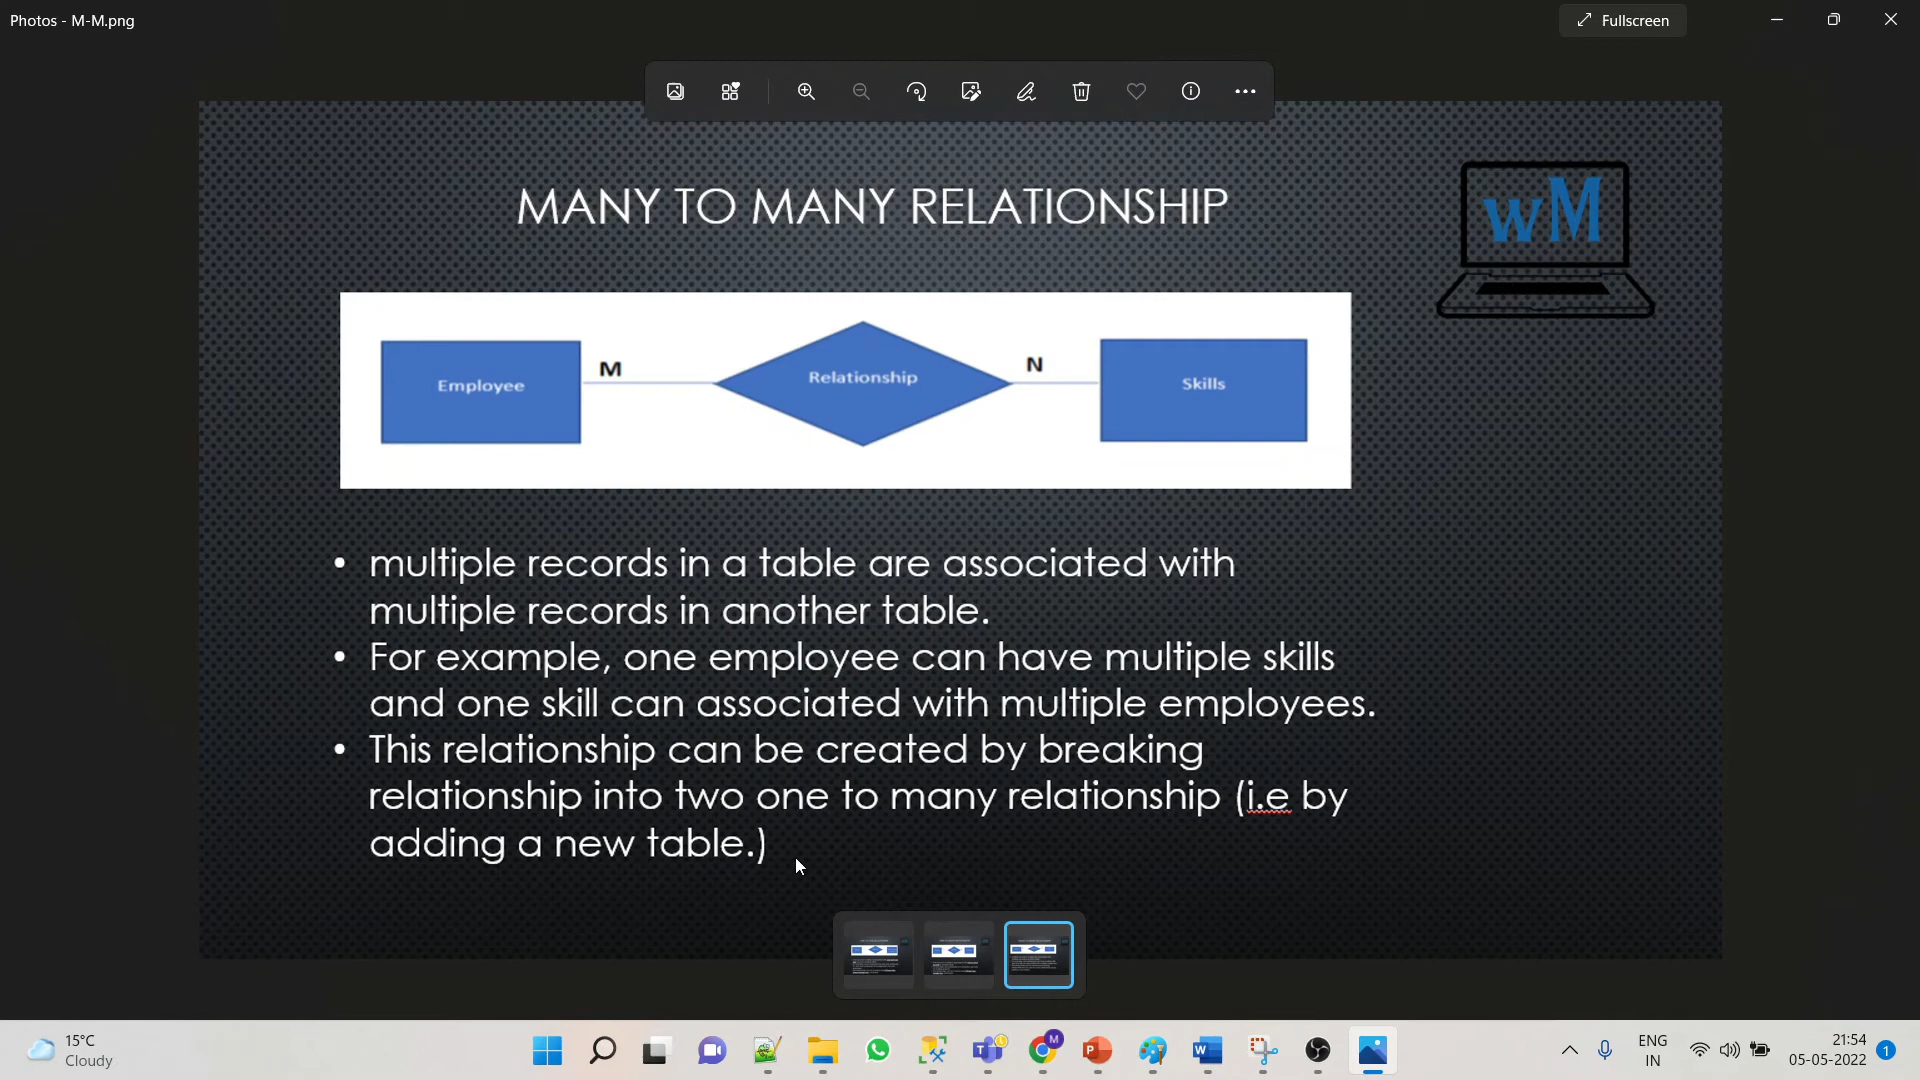 Photos - M-M.png
Fullscreen
MANY TO MANY RELATIONSHIP
wM
Employee
M
Relationship
N
Skills
• multiple records in a table are associated with
multiple records in another table.
• For example, one employee can have multiple skills
and one skill can associated with multiple employees.
• This relationship can be created by breaking
relationship into two one to many relationship (i.e by
adding a new table.)
15°C
Cloudy
M
ENG
IN
21:54
05-05-2022
1